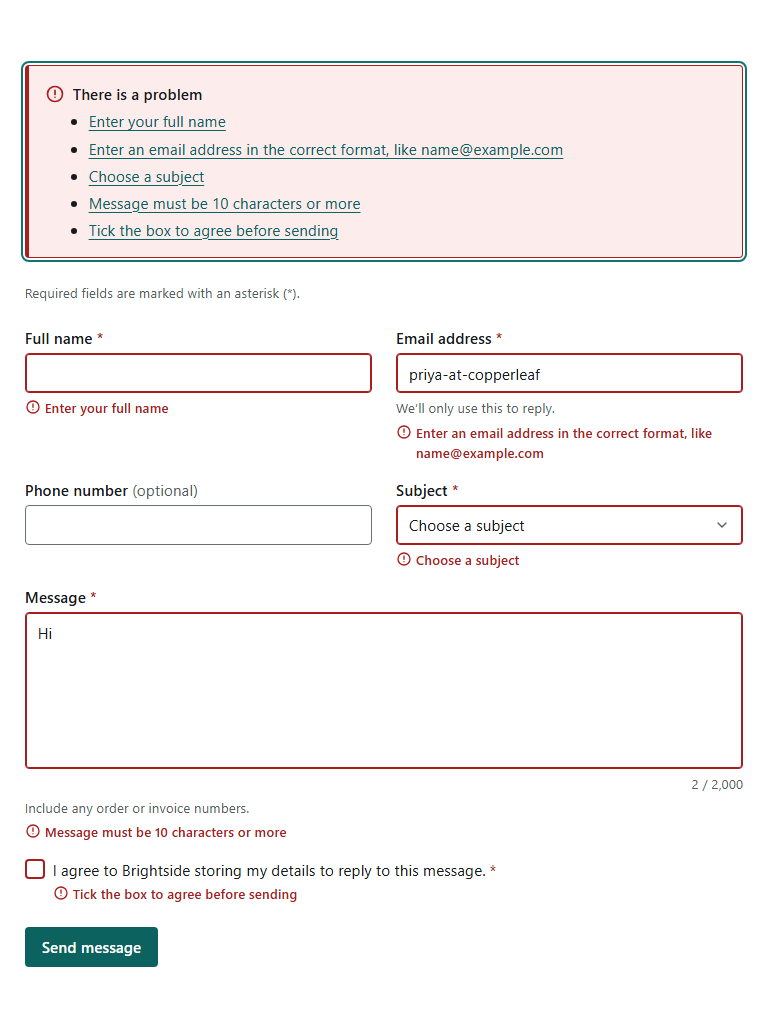 There is a problem
Enter your full name
Enter an email address in the correct format, like name@example.com
Choose a subject
Message must be 10 characters or more
Tick the box to agree before sending
Required fields are marked with an asterisk (*).
Full name *
Enter your full name
Email address *
priya-at-copperleaf
We’ll only use this to reply.
Enter an email address in the correct format, like
name@example.com
Phone number (optional)
Subject *
Choose a subject
Choose a subject
Message *
Hi
2 / 2,000
Include any order or invoice numbers.
Message must be 10 characters or more
I agree to Brightside storing my details to reply to this message. *
Tick the box to agree before sending
Send message